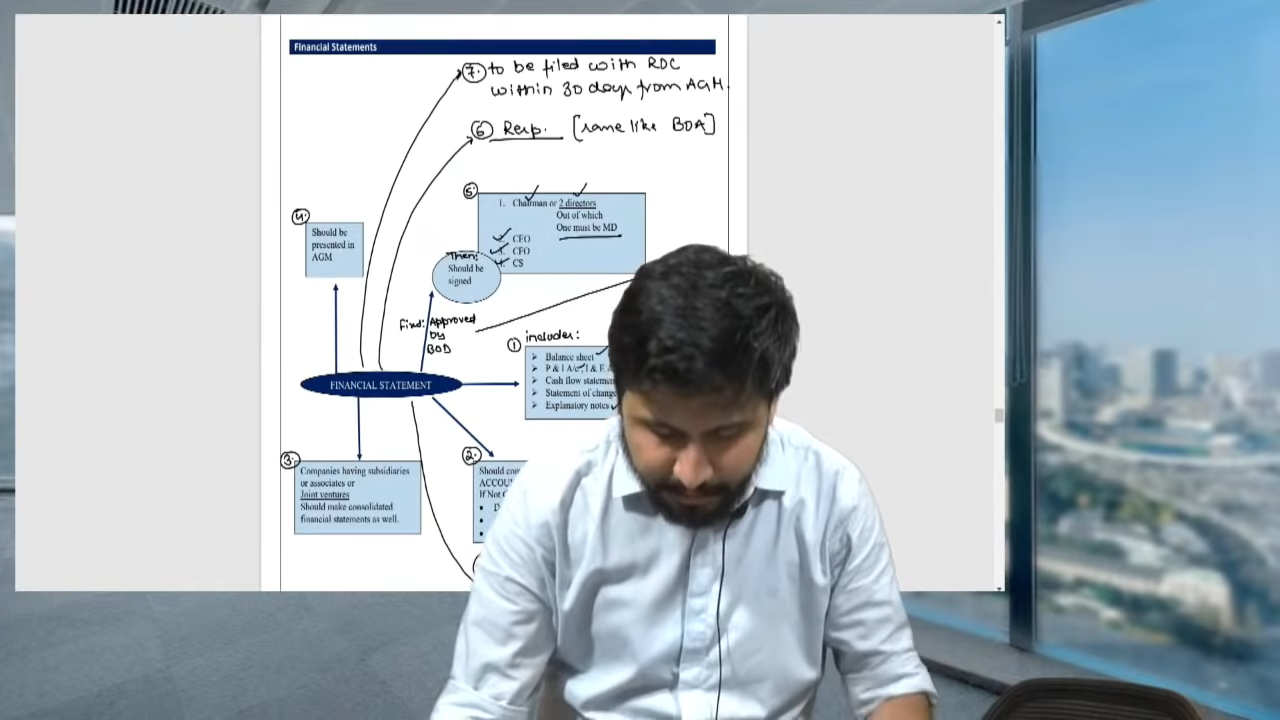 Financial Statements
7. to be filed with ROC
within 30 days from AGM.
6 Resp. [same like BOA]
5.
1. Chairman or 2 directors
Out of which
One must be MD
CEO
CFO
CS
4.
Should be
presented in
AGM
Then:
Should be
signed
First: Approved
by
BOD
1 includes:
Balance sheet
P & l A/c / I & E A
Cash flow statemen
Statement of change
Explanatory notes
FINANCIAL STATEMENT
3.
Companies having subsidiaries
or associates or
Joint ventures
Should make consolidated
financial statements as well.
2.
Should com
ACCOU
If Not